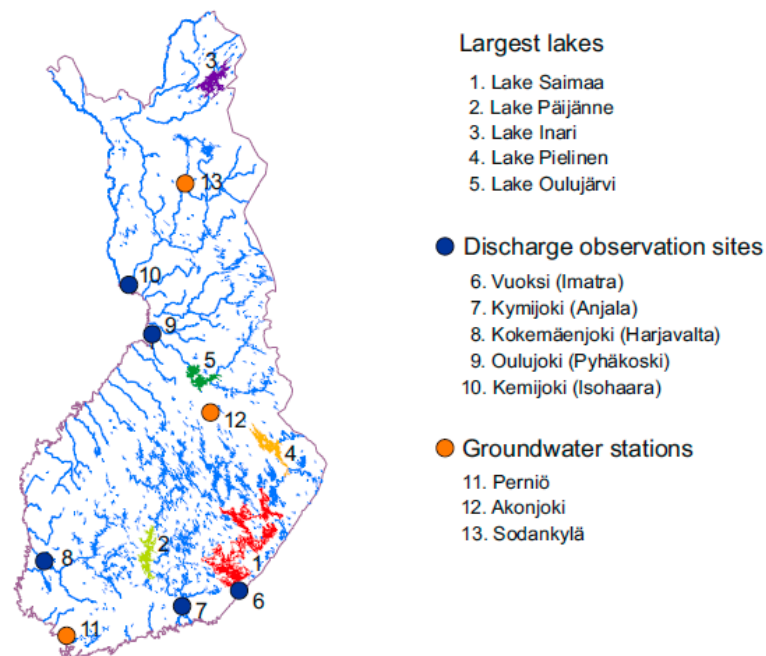 3
13
10
9
5
12
4
2
1
8
7
6
11
Largest lakes
1. Lake Saimaa
2. Lake Päijänne
3. Lake Inari
4. Lake Pielinen
5. Lake Oulujärvi
Discharge observation sites
6. Vuoksi (Imatra)
7. Kymijoki (Anjala)
8. Kokemäenjoki (Harjavalta)
9. Oulujoki (Pyhäkoski)
10. Kemijoki (Isohaara)
Groundwater stations
11. Perniö
12. Akonjoki
13. Sodankylä